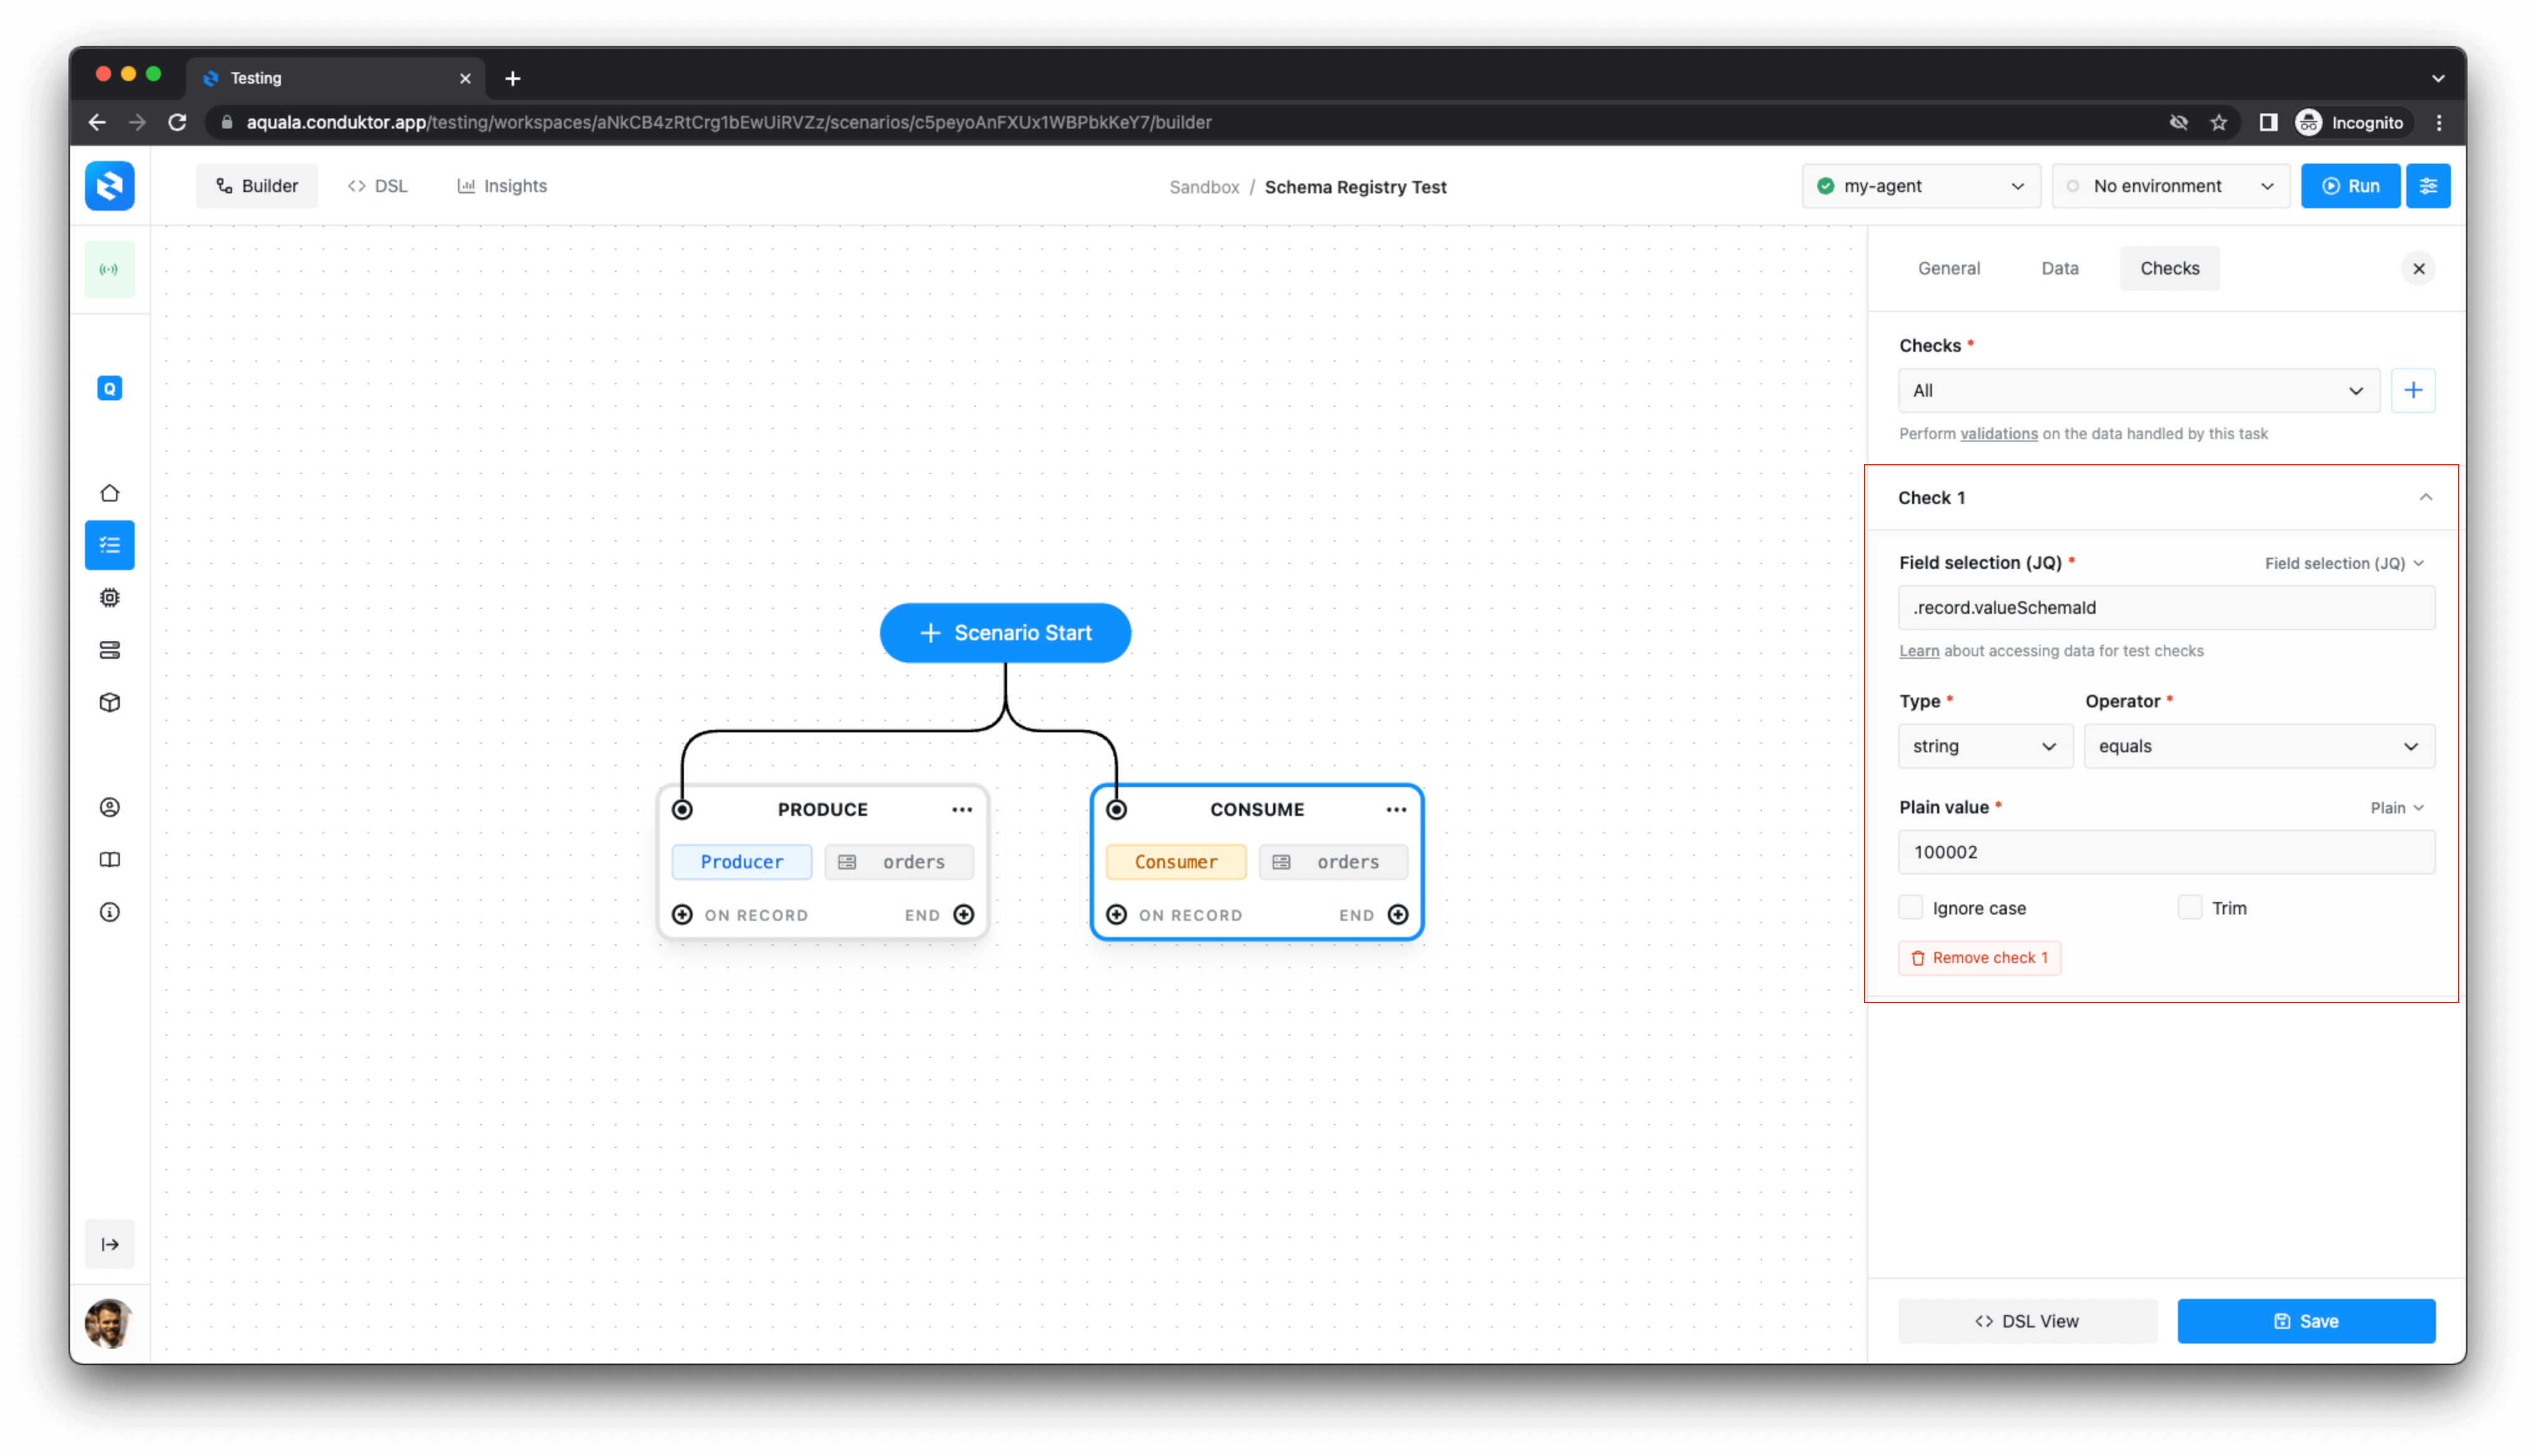 Testing
aquala.conduktor.app/testing/workspaces/aNkCB4zRtCrg1bEwUiRVZz/scenarios/c5peyoAnFXUx1WBPbkKeY7/builder
Incognito
Builder
DSL
Insights
Sandbox / Schema Registry Test
my-agent
No environment
Run
Q
General
Data
Checks
Checks *
All
Perform validations on the data handled by this task
Check 1
Field selection (JQ) *
Field selection (JQ)
.record.valueSchemaId
Learn about accessing data for test checks
Type *
Operator *
string
equals
Plain value *
Plain
100002
Ignore case
Trim
Remove check 1
Scenario Start
PRODUCE
Producer
orders
ON RECORD
END
CONSUME
Consumer
orders
ON RECORD
END
DSL View
Save